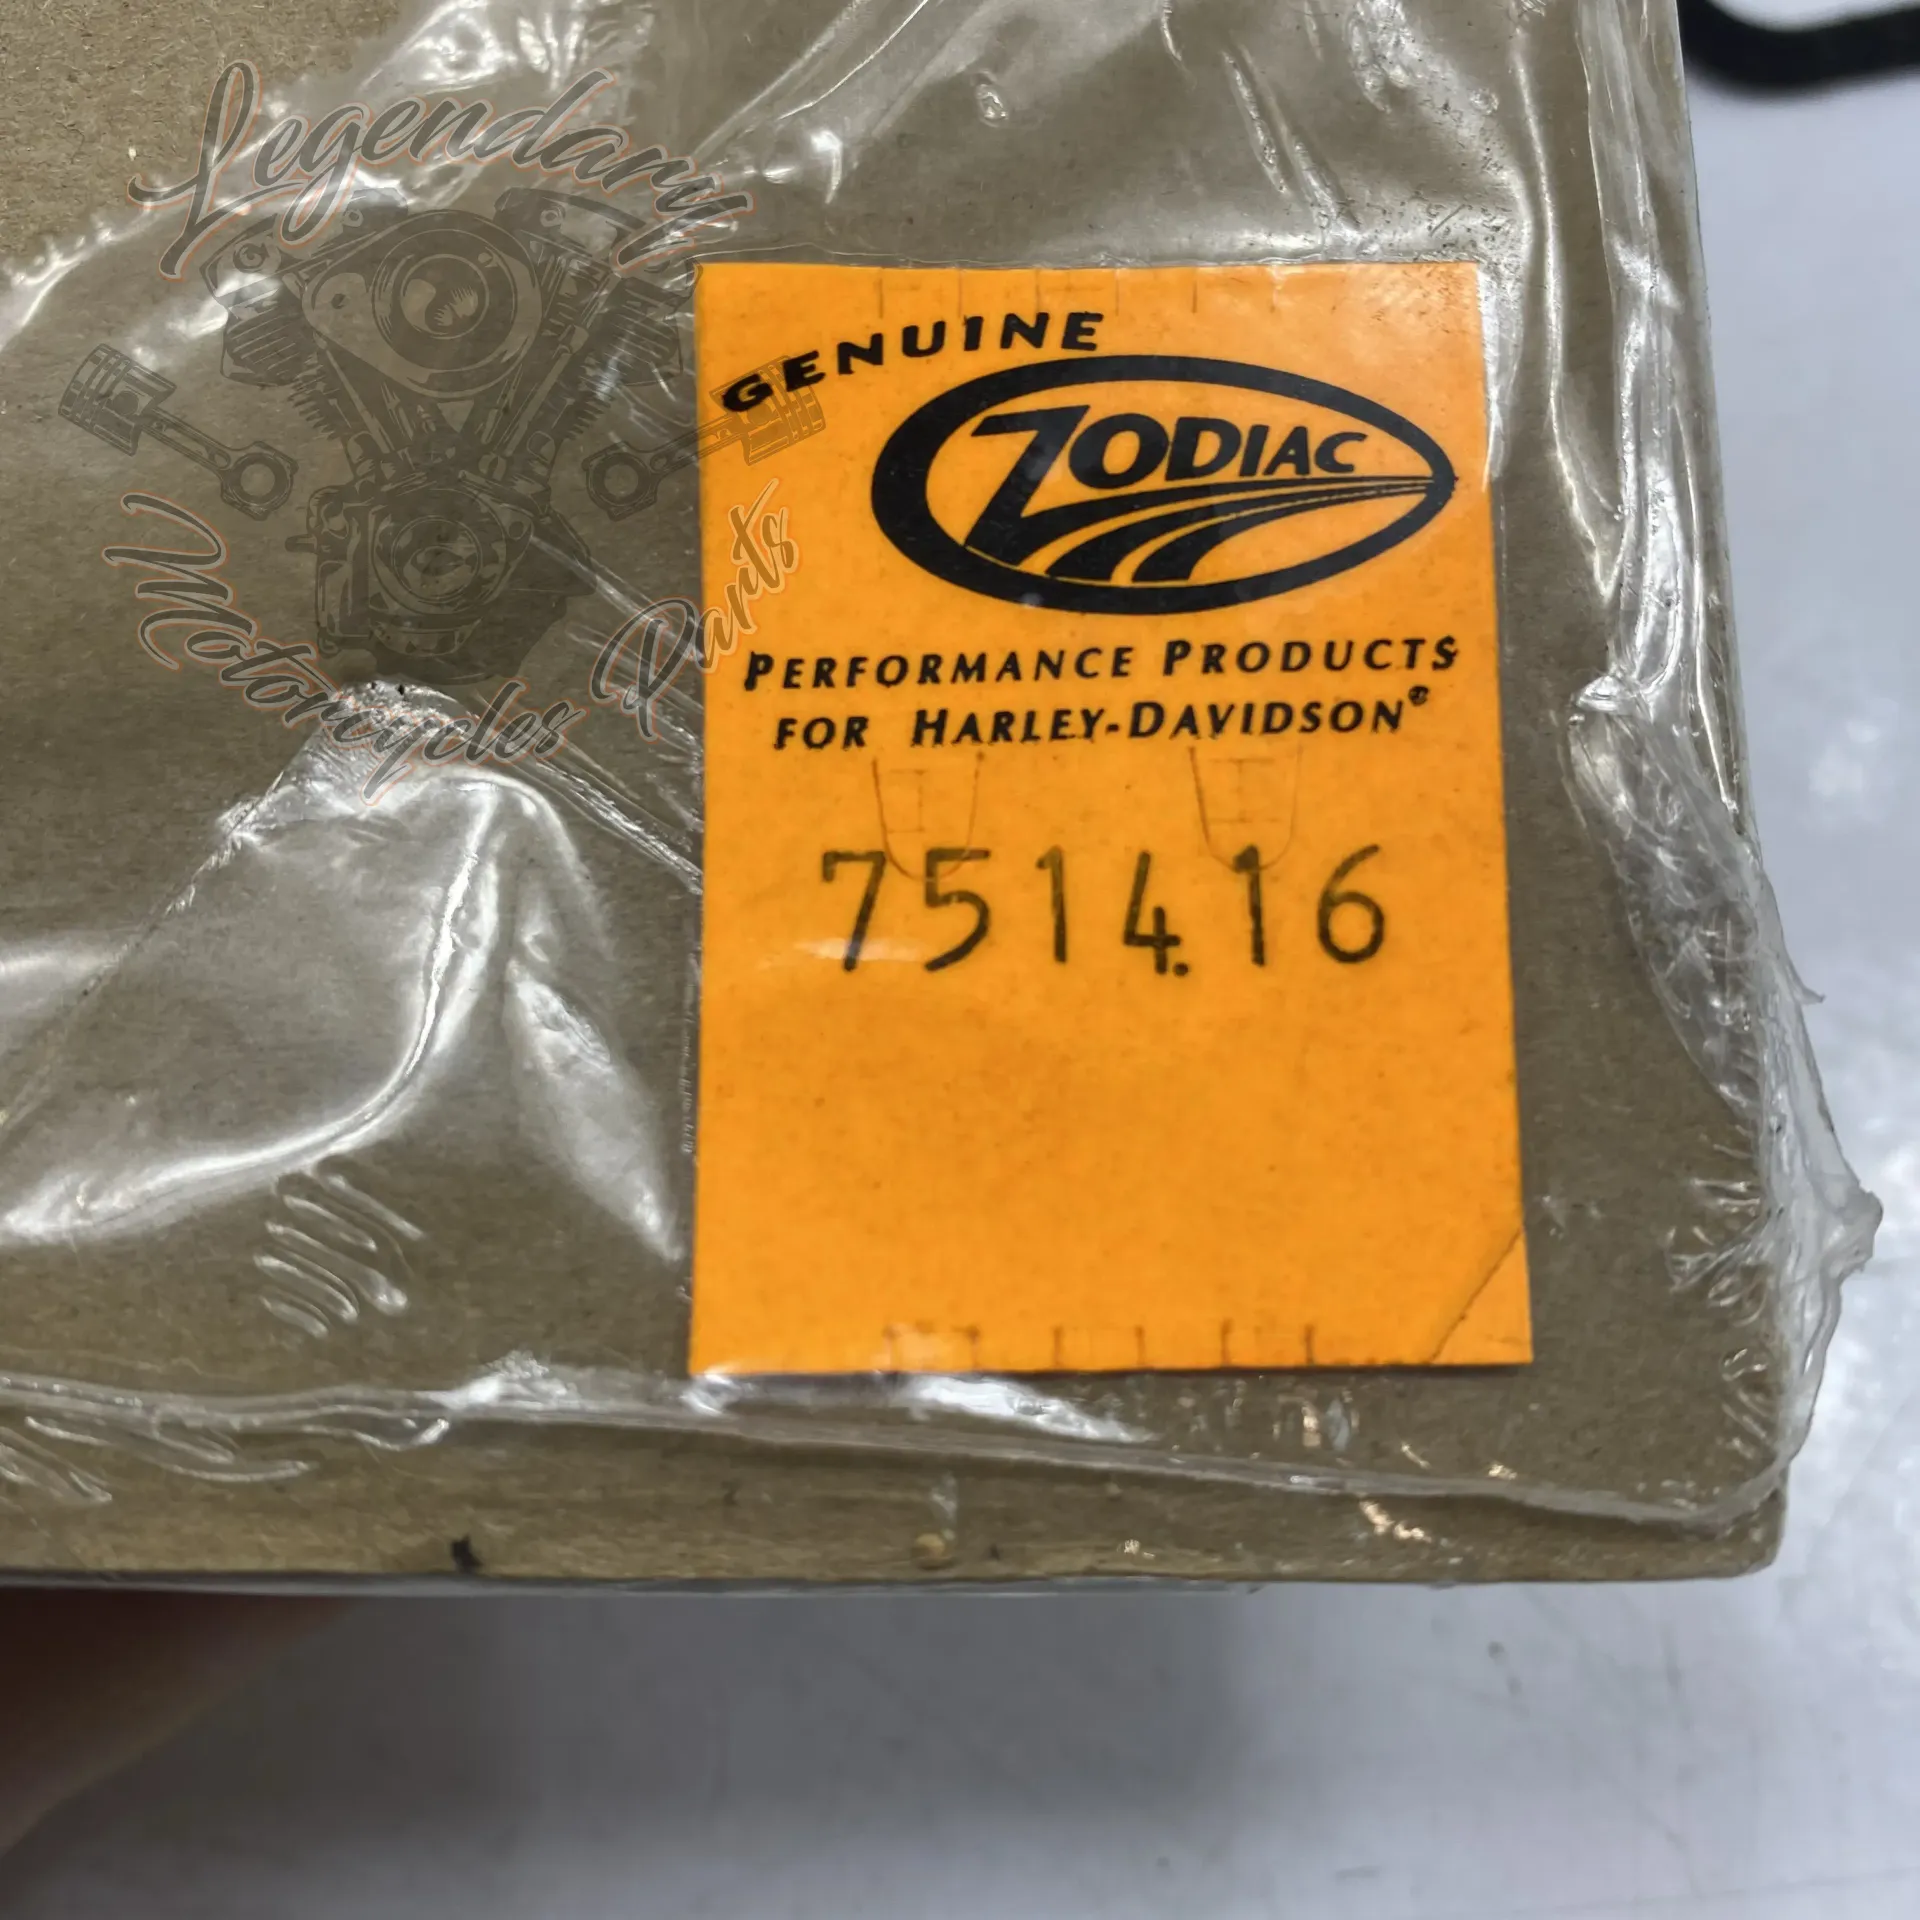 Legendary
Motorcycles Parts
GENUINE
ZODIAC
PERFORMANCE PRODUCTS
FOR HARLEY-DAVIDSON®
751416